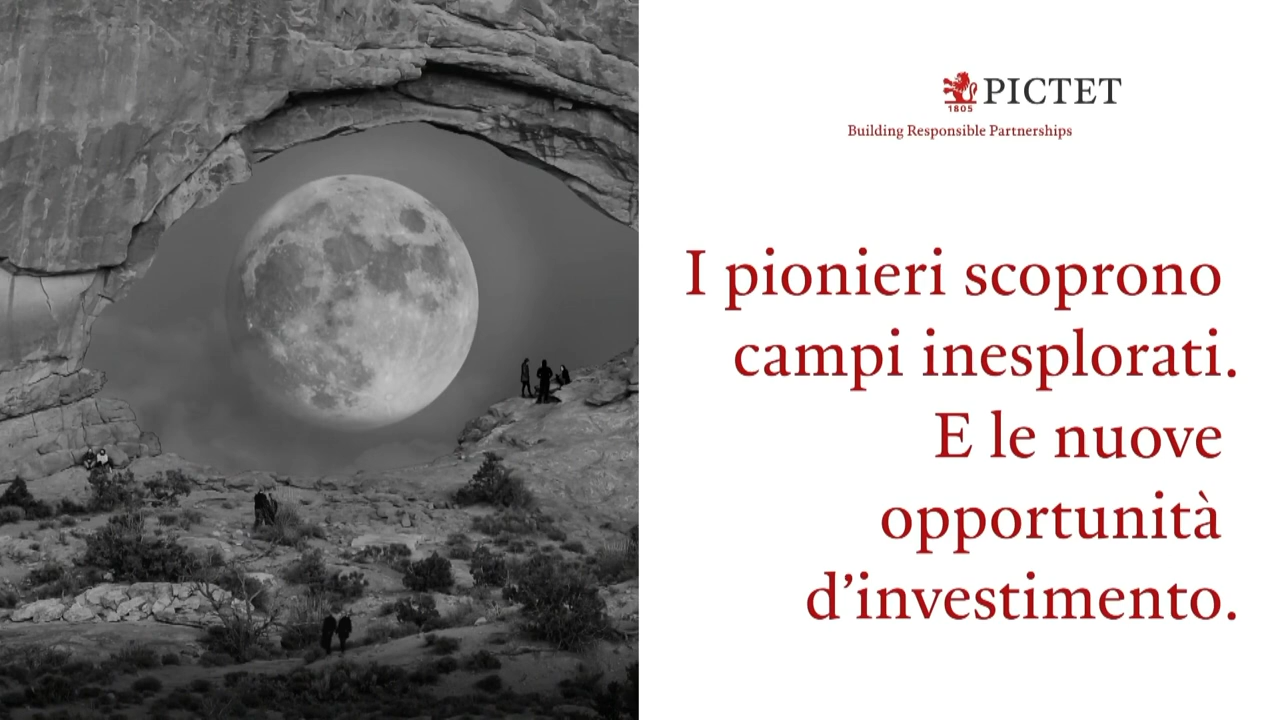 1805
PICTET
Building Responsible Partnerships
I pionieri scoprono
campi inesplorati.
E le nuove
opportunità
d’investimento.